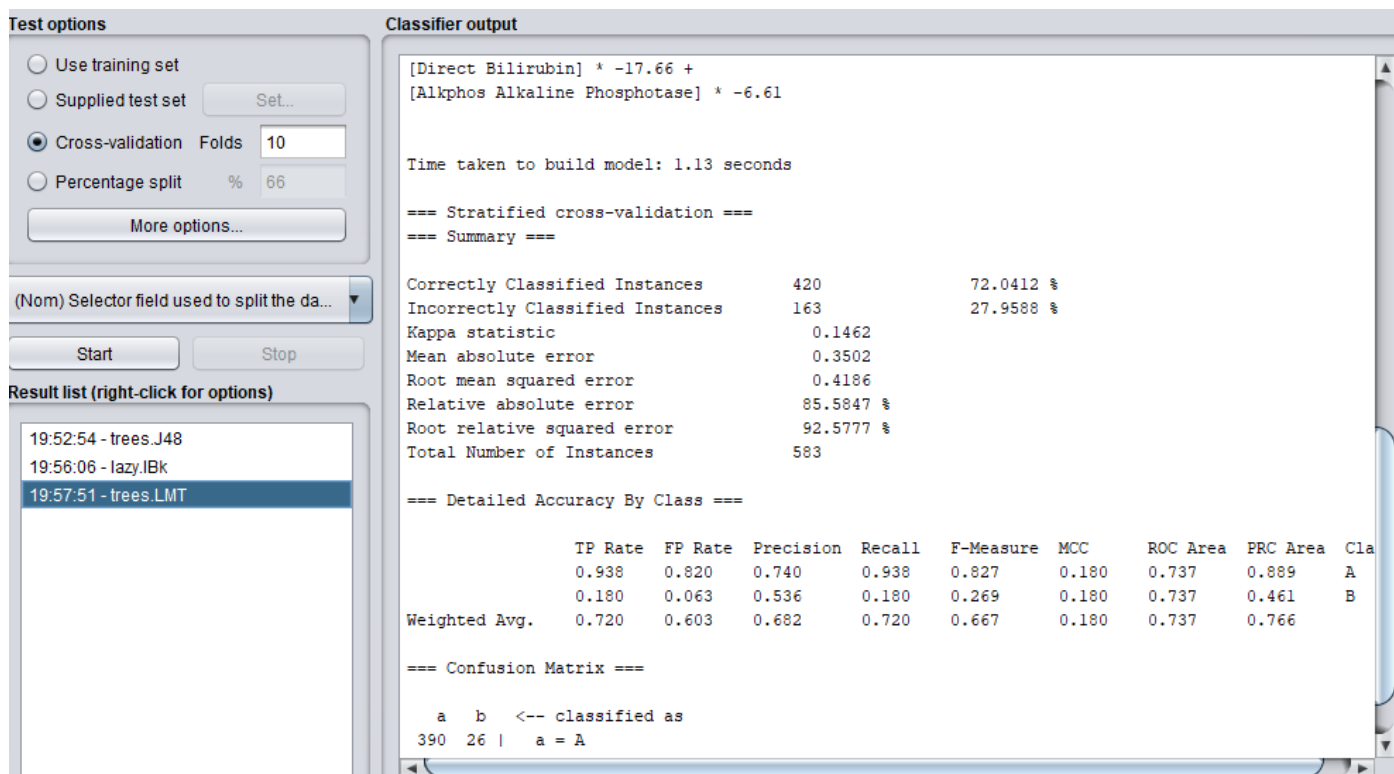 Test options
Use training set
Supplied test set Set...
Cross-validation Folds 10
Percentage split % 66
More options...
(Nom) Selector field used to split the da...
Start Stop
Result list (right-click for options)
19:52:54 - trees.J48
19:56:06 - lazy.IBk
19:57:51 - trees.LMT
Classifier output
[Direct Bilirubin] * -17.66 +
[Alkphos Alkaline Phosphotase] * -6.61
Time taken to build model: 1.13 seconds
=== Stratified cross-validation ===
=== Summary ===
Correctly Classified Instances 420 72.0412 %
Incorrectly Classified Instances 163 27.9588 %
Kappa statistic 0.1462
Mean absolute error 0.3502
Root mean squared error 0.4186
Relative absolute error 85.5847 %
Root relative squared error 92.5777 %
Total Number of Instances 583
=== Detailed Accuracy By Class ===
TP Rate FP Rate Precision Recall F-Measure MCC ROC Area PRC Area Cla
0.938 0.820 0.740 0.938 0.827 0.180 0.737 0.889 A
0.180 0.063 0.536 0.180 0.269 0.180 0.737 0.461 B
Weighted Avg. 0.720 0.603 0.682 0.720 0.667 0.180 0.737 0.766
=== Confusion Matrix ===
a b <-- classified as
390 26 | a = A